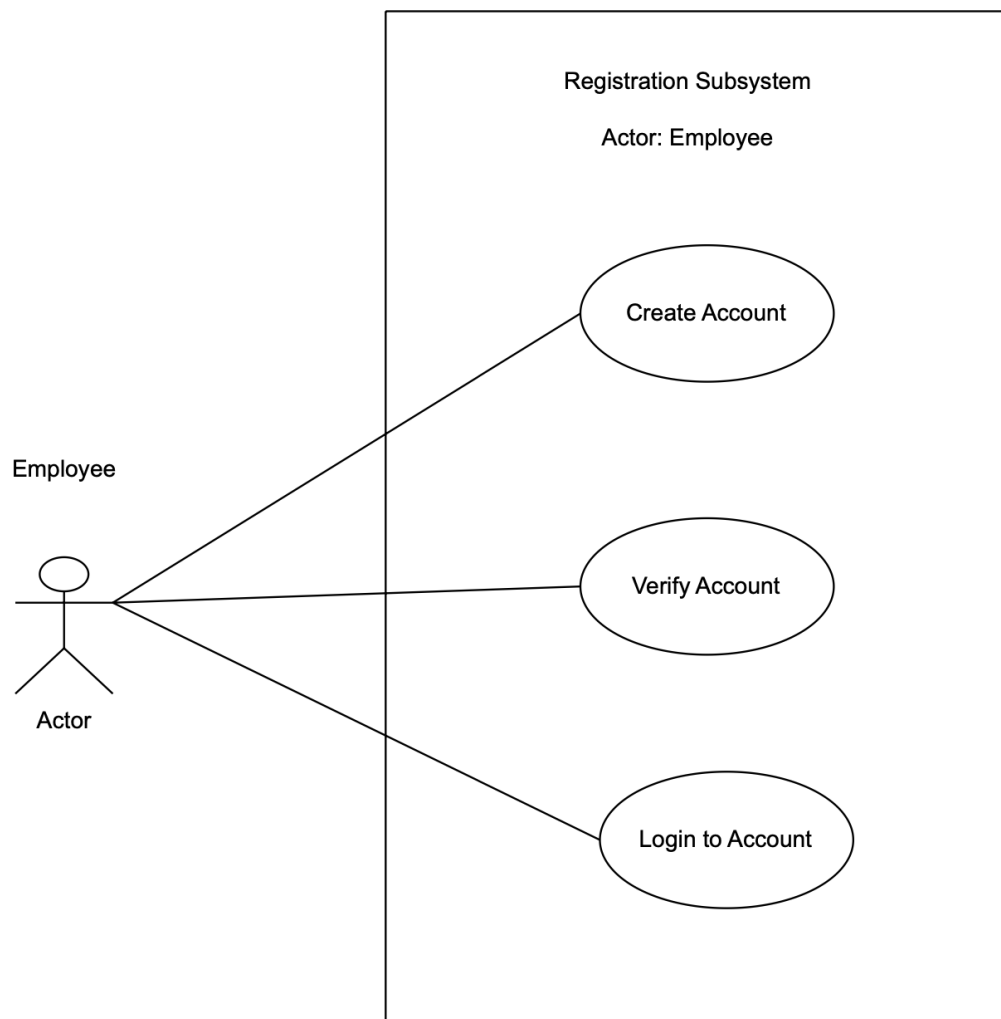 Registration Subsystem
Actor: Employee
Create Account
Employee
Verify Account
Actor
Login to Account